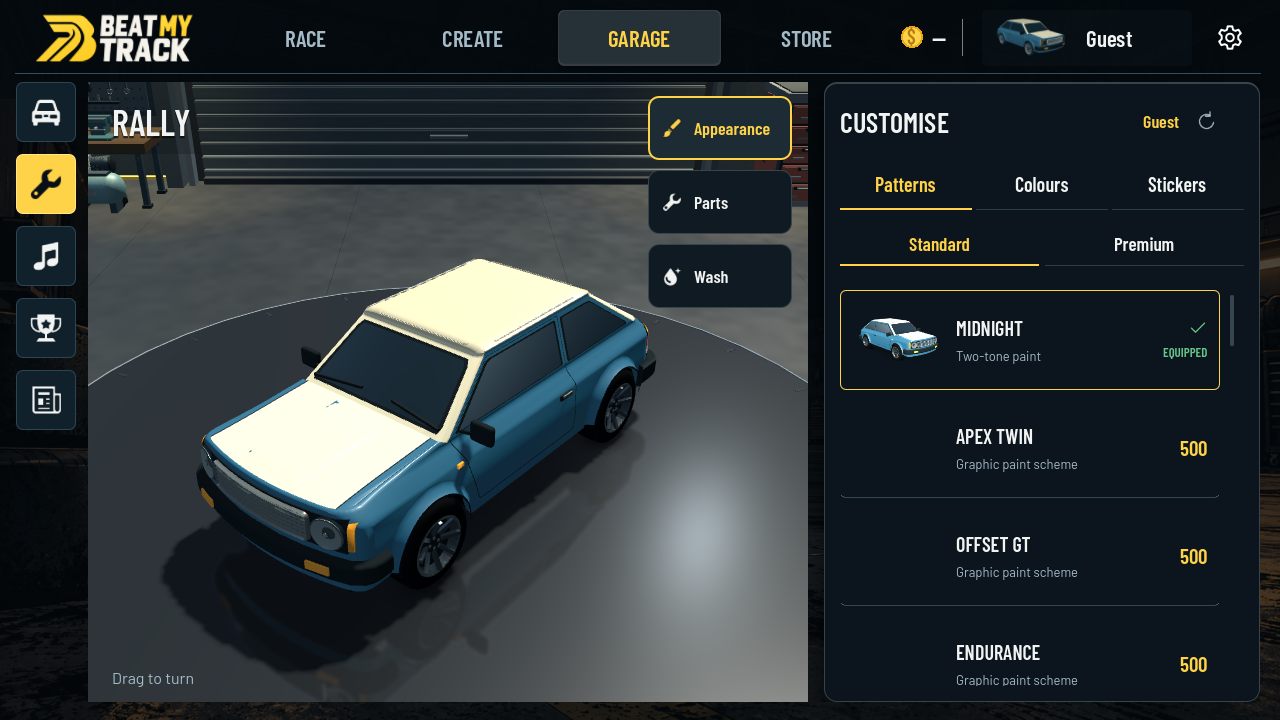 BEAT MY
TRACK
RACE
CREATE
GARAGE
STORE
$
–
Guest
RALLY
Appearance
Parts
Wash
Drag to turn
CUSTOMISE
Guest
Patterns
Colours
Stickers
Standard
Premium
MIDNIGHT
Two-tone paint
EQUIPPED
APEX TWIN
Graphic paint scheme
500
OFFSET GT
Graphic paint scheme
500
ENDURANCE
Graphic paint scheme
500